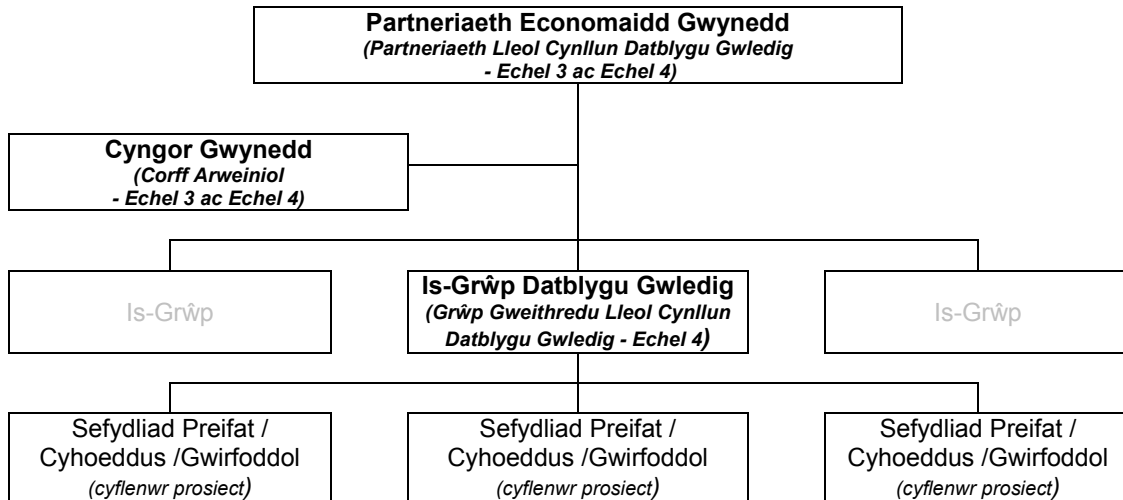 Partneriaeth Economaidd Gwynedd
(Partneriaeth Lleol Cynllun Datblygu Gwledig
- Echel 3 ac Echel 4)
Cyngor Gwynedd
(Corff Arweiniol
- Echel 3 ac Echel 4)
Is-Grŵp
Is-Grŵp Datblygu Gwledig
(Grŵp Gweithredu Lleol Cynllun
Datblygu Gwledig - Echel 4)
Is-Grŵp
Sefydliad Preifat /
Cyhoeddus /Gwirfoddol
(cyflenwr prosiect)
Sefydliad Preifat /
Cyhoeddus /Gwirfoddol
(cyflenwr prosiect)
Sefydliad Preifat /
Cyhoeddus /Gwirfoddol
(cyflenwr prosiect)